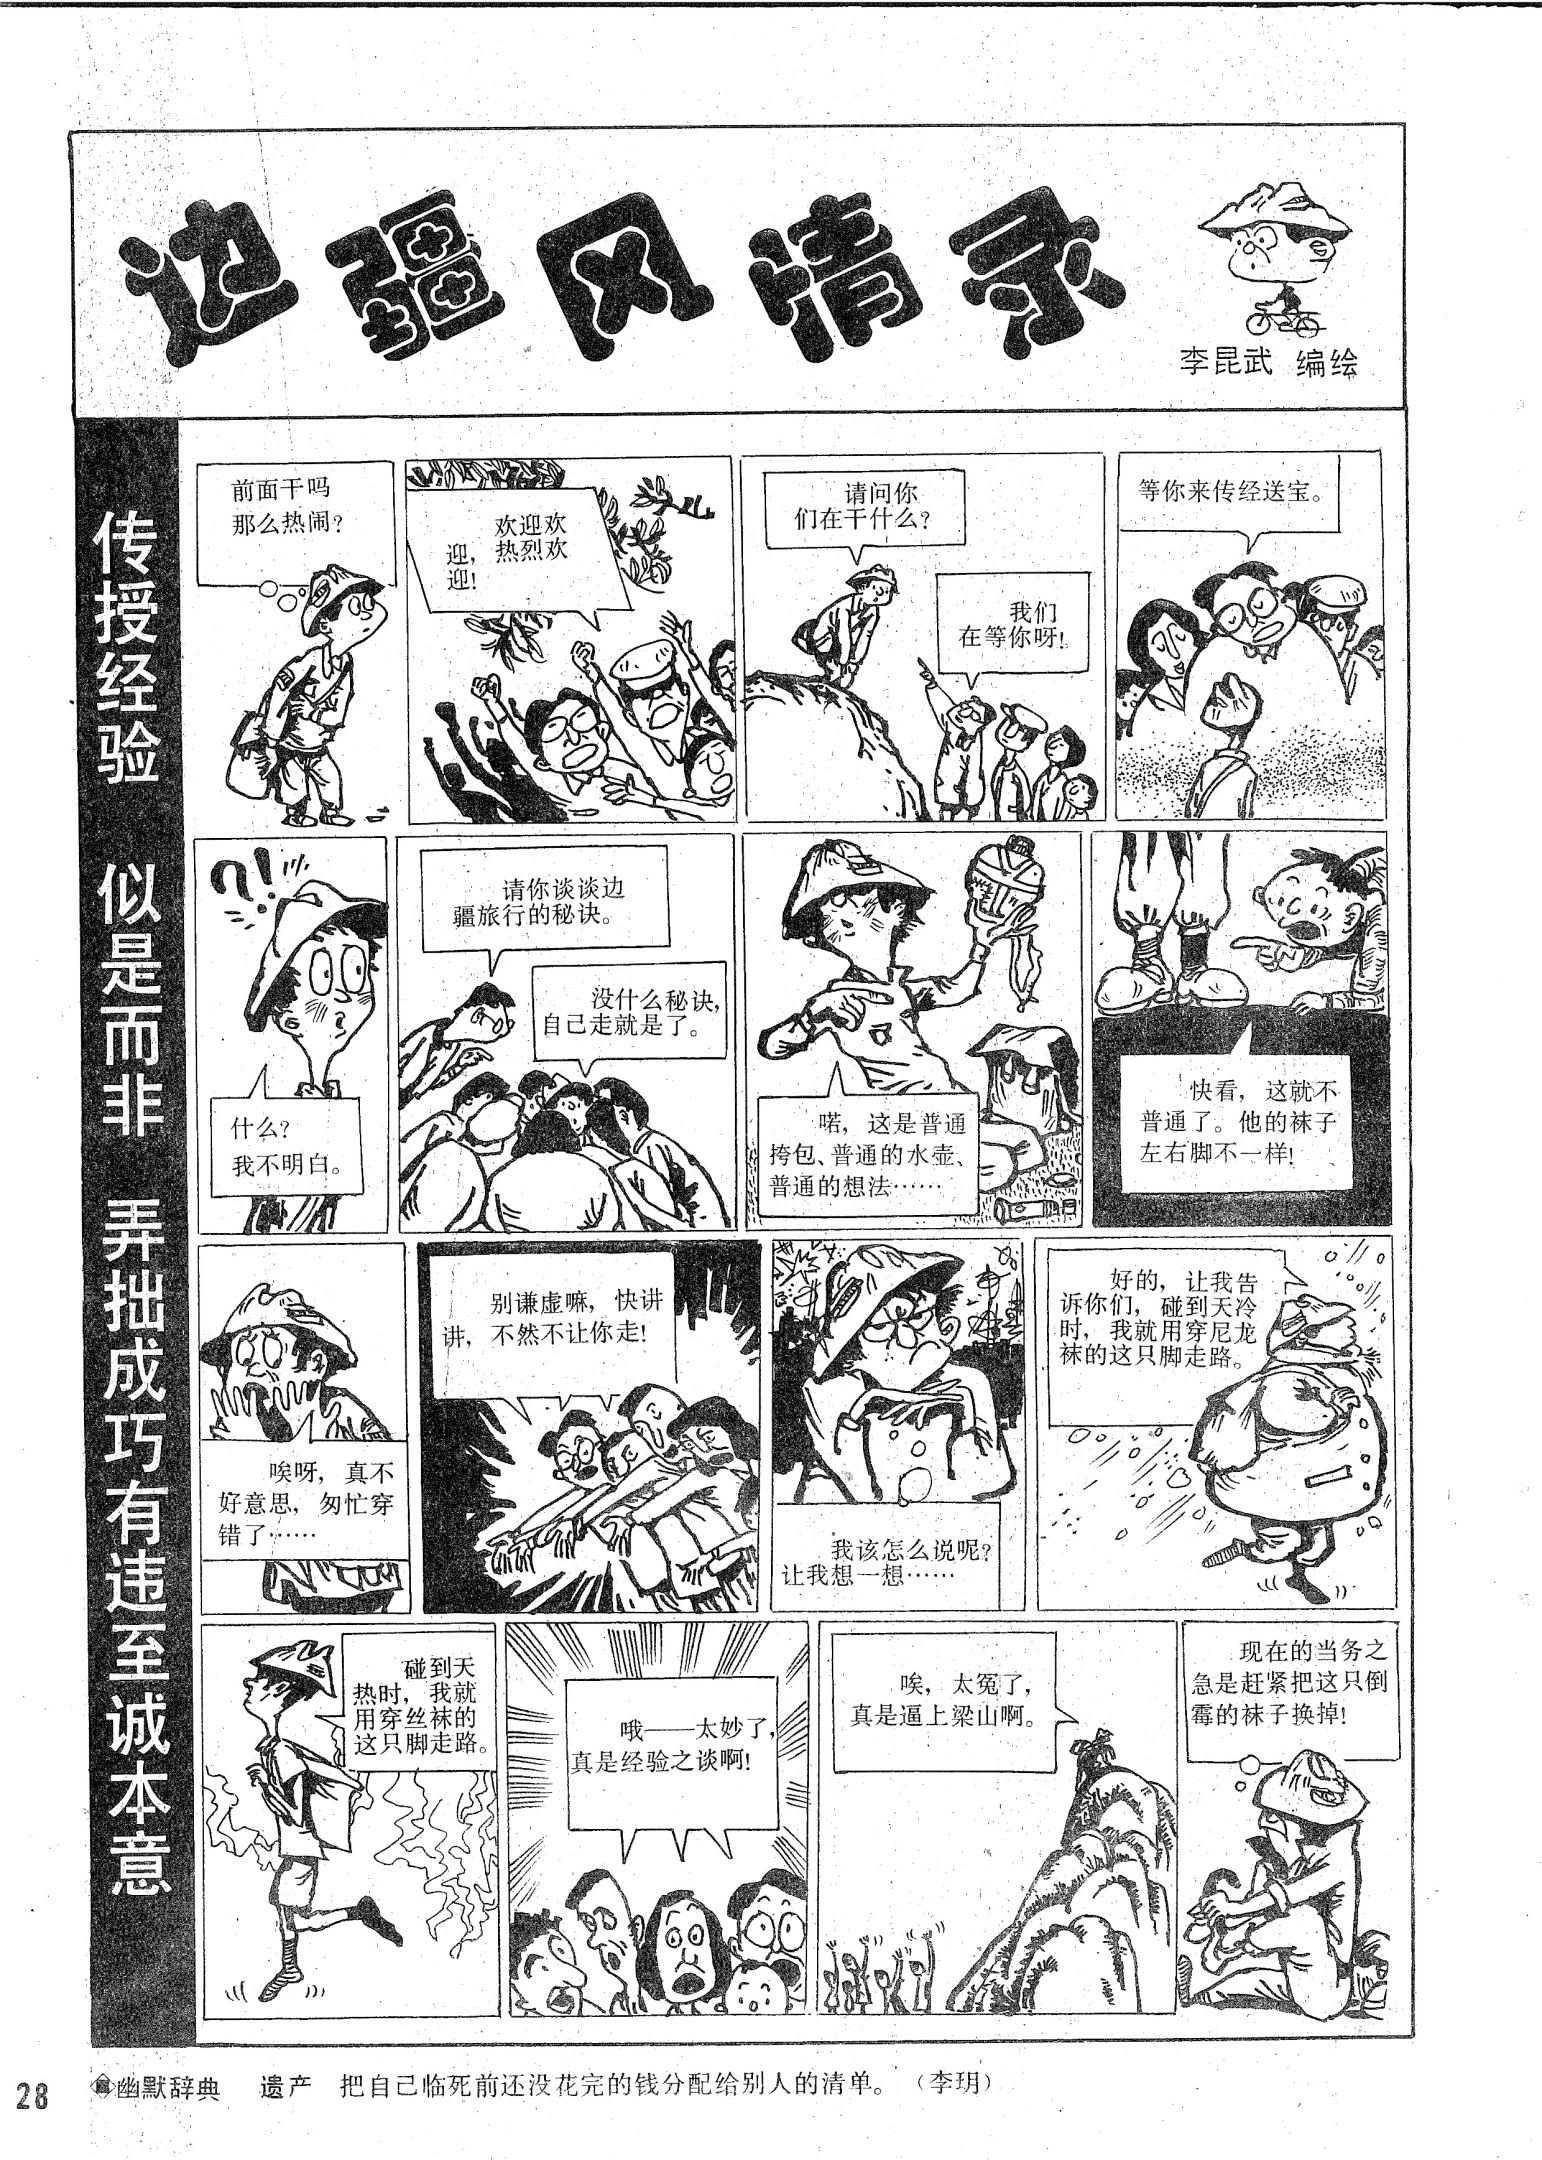 边疆风情录
李昆武 编绘
传授经验 似是而非 弄拙成巧有违至诚本意
前面干吗
那么热闹?
欢迎欢
迎,热烈欢
迎!
请问你
们在干什么?
我们
在等你呀!
等你来传经送宝。
?!
什么?
我不明白。
请你谈谈边
疆旅行的秘诀。
没什么秘诀,
自己走就是了。
喏,这是普通
挎包、普通的水壶、
普通的想法……
快看,这就不
普通了。他的袜子
左右脚不一样!
唉呀,真不
好意思,匆忙穿
错了……
别谦虚嘛,快讲
讲,不然不让你走!
我该怎么说呢?
让我想一想……
好的,让我告
诉你们,碰到天冷
时,我就用穿尼龙
袜的这只脚走路。
碰到天
热时,我就
用穿丝袜的
这只脚走路。
哦——太妙了,
真是经验之谈啊!
唉,太冤了,
真是逼上梁山啊。
现在的当务之
急是赶紧把这只倒
霉的袜子换掉!
幽默辞典 遗产 把自己临死前还没花完的钱分配给别人的清单。(李玥)
28